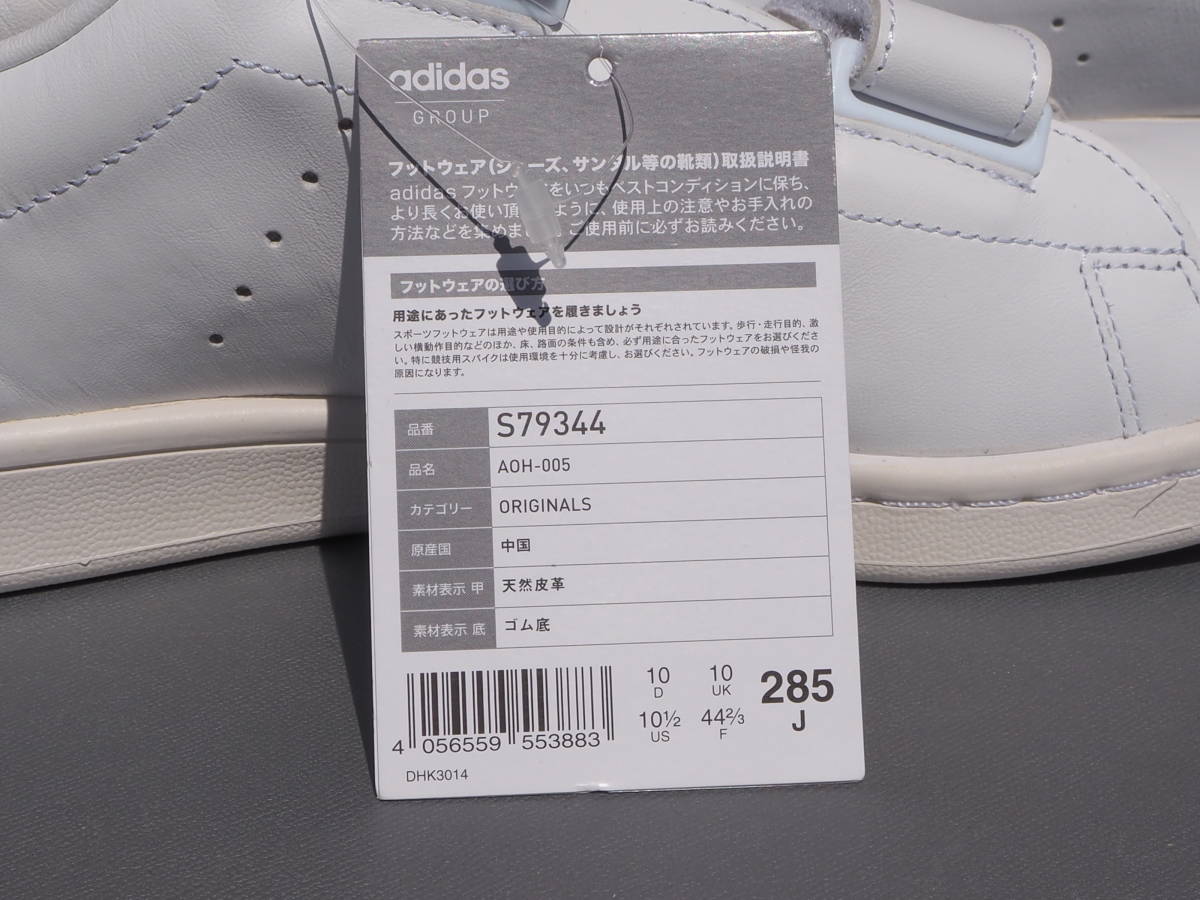 adidas
GROUP
フットウェア(シューズ、サンダル等の靴類)取扱説明書
adidas フットウェアをいつもベストコンディションに保ち、
より長くお使い頂けるように、使用上の注意やお手入れの
方法などを集めました。ご使用前に必ずお読みください。
フットウェアの選び方
用途にあったフットウェアを履きましょう
スポーツフットウェアは用途や使用目的によって設計がそれぞれされています。歩行・走行目的、激
しい横動作目的などのほか、床、路面の条件も含め、必ず用途に合ったフットウェアをお選びくださ
い。特に競技用スパイクは使用環境を十分に考慮し、お選びください。フットウェアの破損や怪我の
原因になります。
品番 S79344
品名 AOH-005
カテゴリー ORIGINALS
原産国 中国
素材表示 甲 天然皮革
素材表示 底 ゴム底
10 10 285
D UK J
10½ 44⅔
US F
4 056559 553883
DHK3014